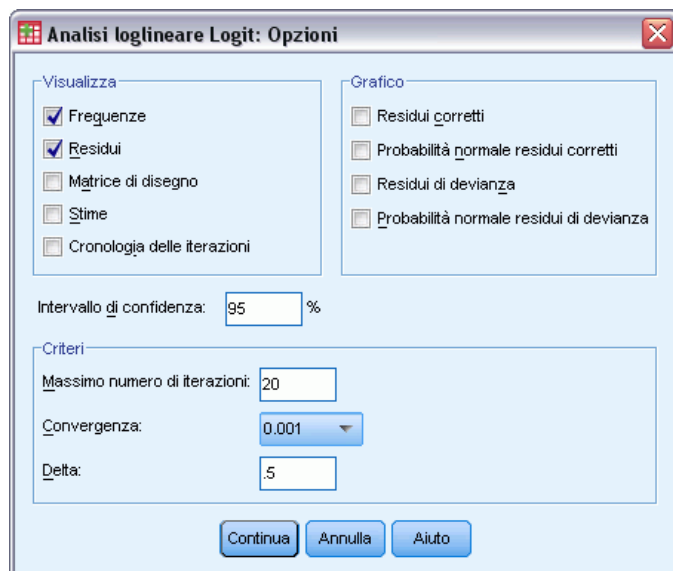 Analisi loglineare Logit: Opzioni
Visualizza
Frequenze
Residui
Matrice di disegno
Stime
Cronologia delle iterazioni
Grafico
Residui corretti
Probabilità normale residui corretti
Residui di devianza
Probabilità normale residui di devianza
Intervallo di confidenza: 95 %
Criteri
Massimo numero di iterazioni: 20
Convergenza: 0.001
Delta: .5
Continua Annulla Aiuto